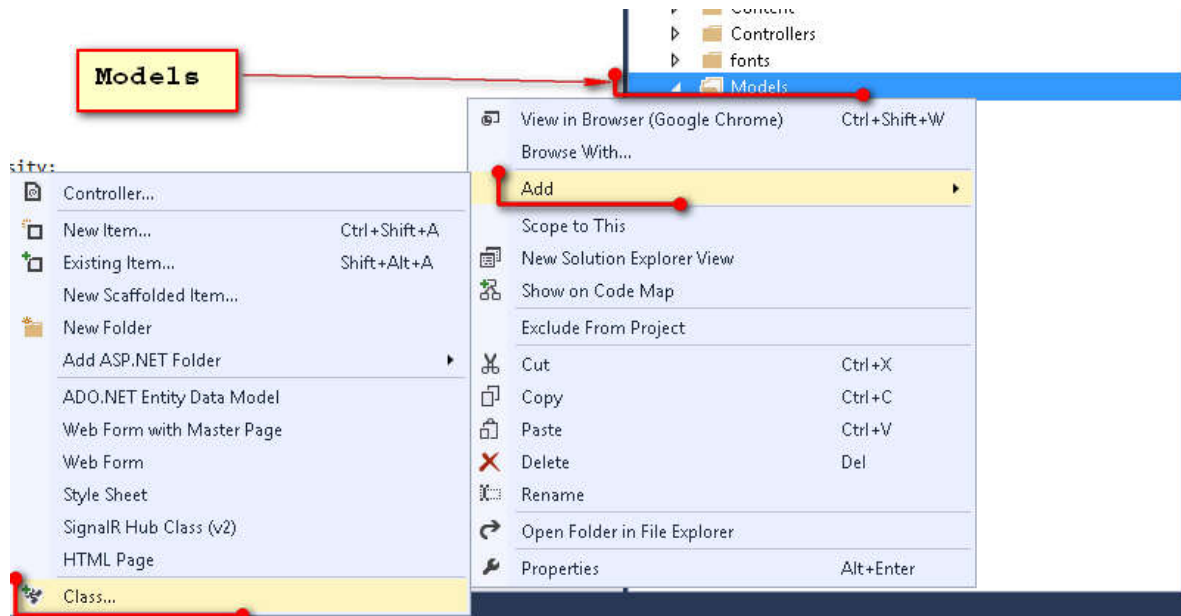 Content
Controllers
fonts
Models
Models
View in Browser (Google Chrome) Ctrl+Shift+W
Browse With...
Add
Scope to This
New Solution Explorer View
Show on Code Map
Exclude From Project
Cut Ctrl+X
Copy Ctrl+C
Paste Ctrl+V
Delete Del
Rename
Open Folder in File Explorer
Properties Alt+Enter
sity:
Controller...
New Item... Ctrl+Shift+A
Existing Item... Shift+Alt+A
New Scaffolded Item...
New Folder
Add ASP.NET Folder
ADO.NET Entity Data Model
Web Form with Master Page
Web Form
Style Sheet
SignalR Hub Class (v2)
HTML Page
Class...